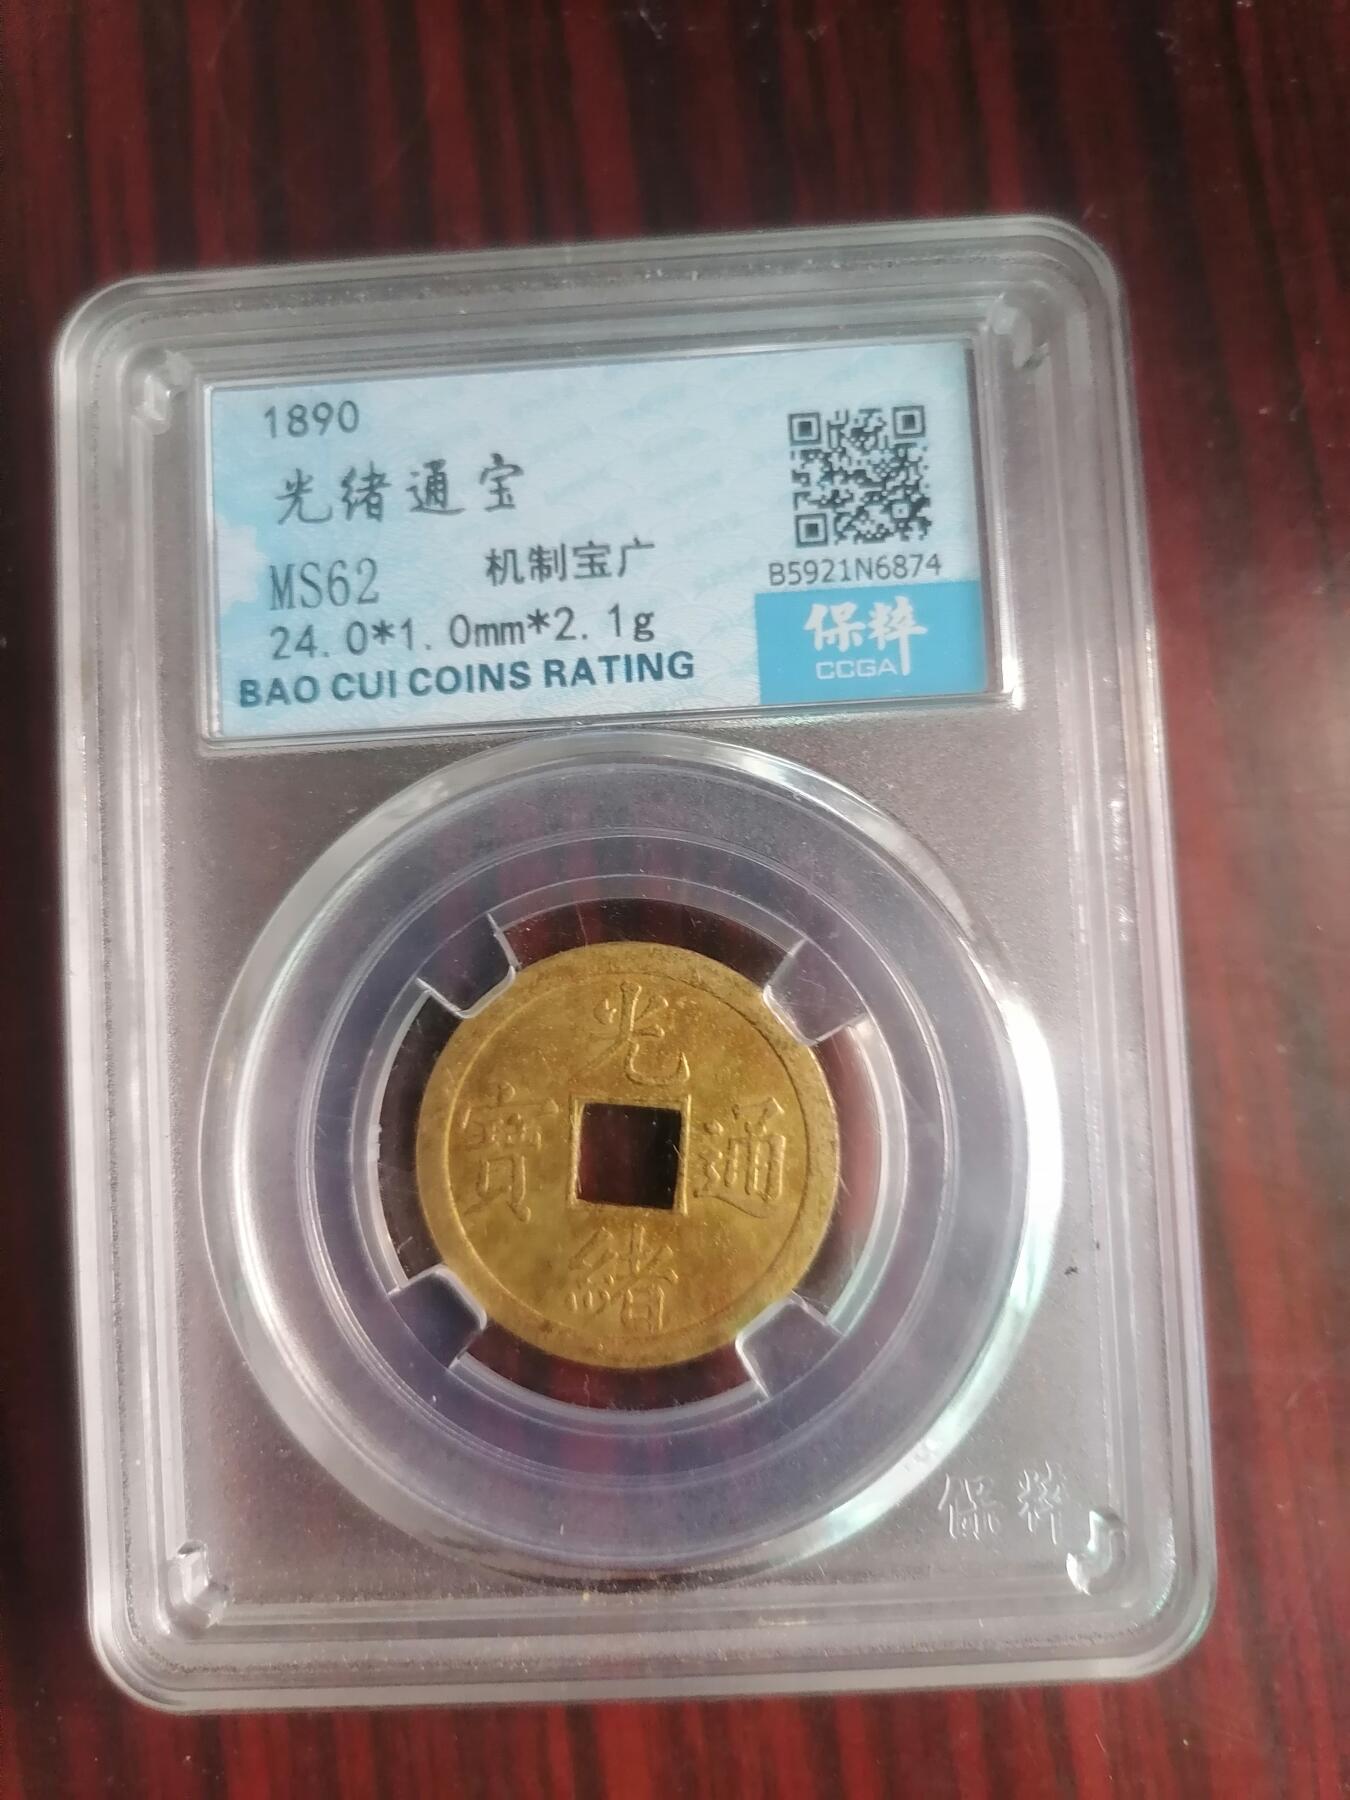 1890
光绪通宝
MS62 机制宝广
24.0*1.0mm*2.1g
BAO CUI COINS RATING
B5921N6874
保粹
CCGA
光
寶 通
緒
保粹